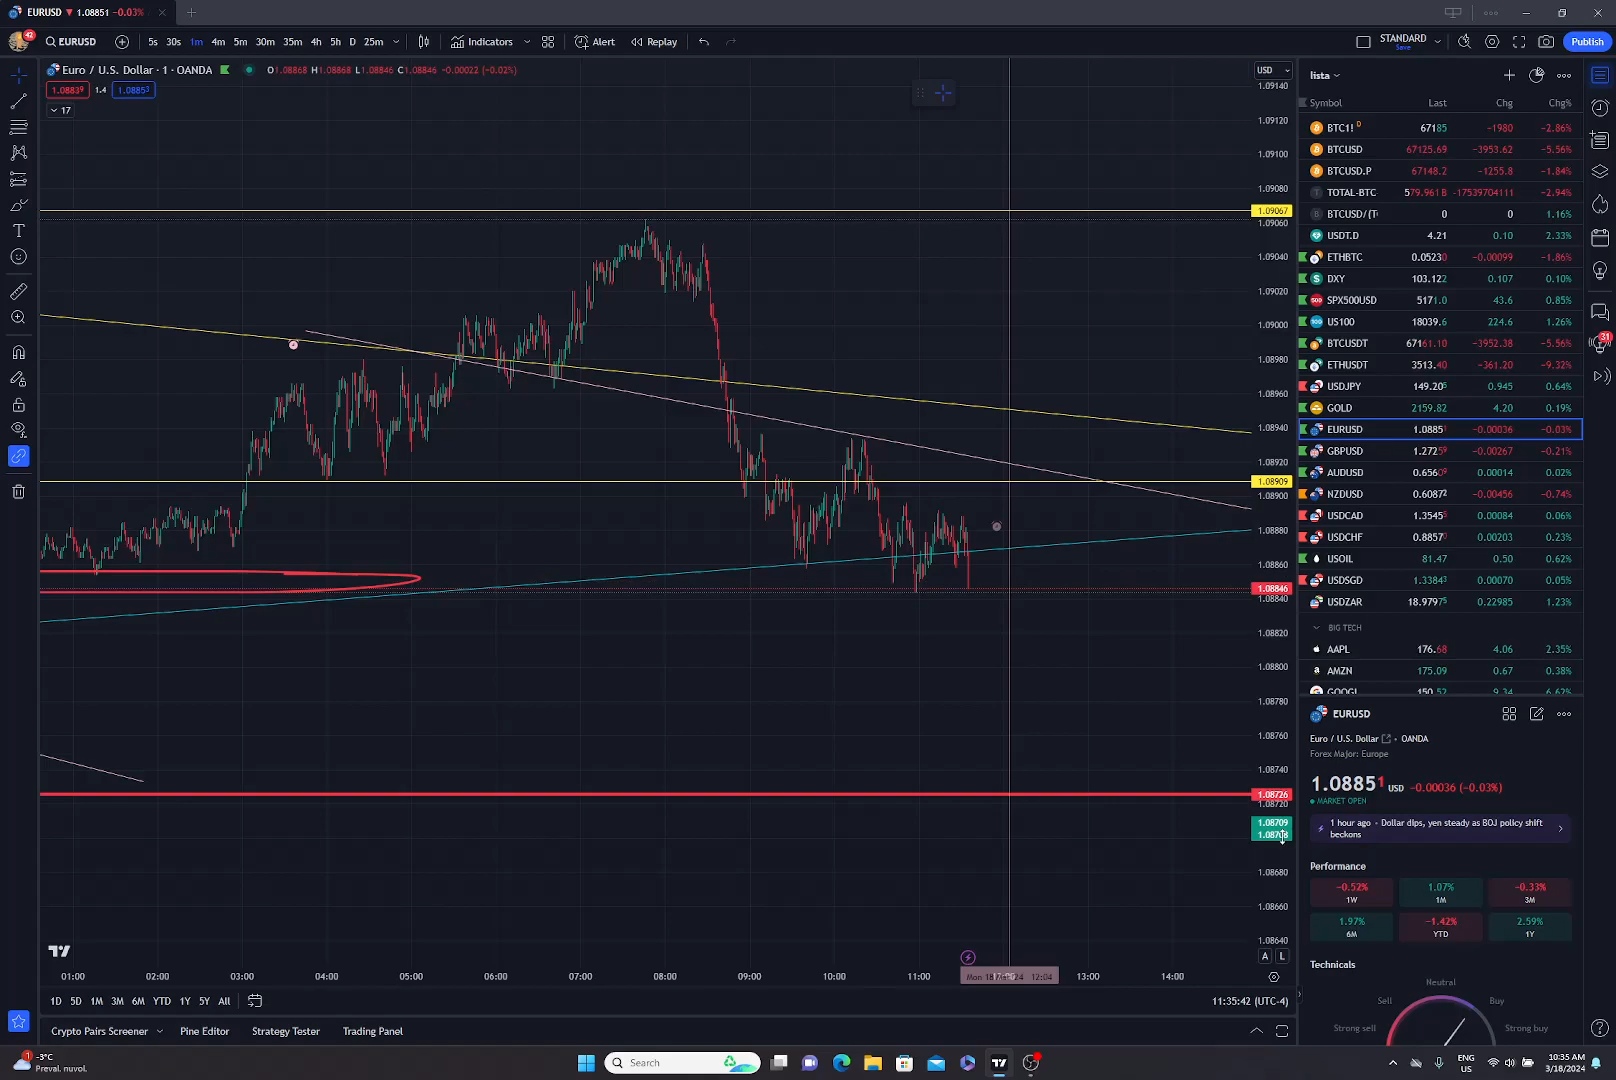 EURUSD ▼ 1.08851 -0.03%
42
EURUSD
5s 30s 1m 4m 5m 30m 35m 4h 5h D 25m
Indicators
Alert
Replay
STANDARD
Save
Publish
Euro / U.S. Dollar · 1 · OANDA
O1.08868 H1.08868 L1.08846 C1.08846 -0.00022 (-0.02%)
1.08839 1.4 1.08853
17
USD
1.09140
1.09120
1.09100
1.09080
1.09067
1.09060
1.09040
1.09020
1.09000
1.08980
1.08960
1.08940
1.08920
1.08909
1.08900
1.08880
1.08860
1.08846
1.08840
1.08820
1.08800
1.08780
1.08760
1.08740
1.08726
1.08720
1.08709
1.08680
1.08660
1.08640
A L
01:00 02:00 03:00 04:00 05:00 06:00 07:00 08:00 09:00 10:00 11:00 13:00 14:00
1D 5D 1M 3M 6M YTD 1Y 5Y All
11:35:42 (UTC-4)
Crypto Pairs Screener Pine Editor Strategy Tester Trading Panel
lista
Symbol Last Chg Chg%
BTC1! D 67185 -1980 -2.86%
BTCUSD 67125.69 -3953.62 -5.56%
BTCUSD.P 67148.2 -1255.8 -1.84%
TOTAL-BTC 579.961 B -17539704111 -2.94%
BTCUSD/(T 0 0 1.16%
USDT.D 4.21 0.10 2.33%
ETHBTC 0.05230 -0.00099 -1.86%
DXY 103.122 0.107 0.10%
SPX500USD 5171.0 43.6 0.85%
US100 18039.6 224.6 1.26%
BTCUSDT 67161.10 -3952.38 -5.56%
ETHUSDT 3513.40 -361.20 -9.32%
USDJPY 149.205 0.945 0.64%
GOLD 2159.82 4.20 0.19%
EURUSD 1.08851 -0.00036 -0.03%
GBPUSD 1.27259 -0.00267 -0.21%
AUDUSD 0.65609 0.00014 0.02%
NZDUSD 0.60872 -0.00456 -0.74%
USDCAD 1.35455 0.00084 0.06%
USDCHF 0.88570 0.00203 0.23%
USOIL 81.47 0.50 0.62%
USDSGD 1.33843 0.00070 0.05%
USDZAR 18.97975 0.22985 1.23%
BIG TECH
AAPL 176.68 4.06 2.35%
AMZN 175.09 0.67 0.38%
GOOGL 150.52 9.34 6.62%
31
EURUSD
Euro / U.S. Dollar · OANDA
Forex Major: Europe
1.08851 USD -0.00036 (-0.03%)
MARKET OPEN
1 hour ago · Dollar dips, yen steady as BOJ policy shift
beckons
Performance
-0.52% 1.07% -0.33%
1W 1M 3M
1.97% -1.42% 2.59%
6M YTD 1Y
Technicals
Neutral
Sell Buy
Strong sell Strong buy
1 -3°C
Preval. nuvol.
Search
ENG
US
10:35 AM
3/18/2024